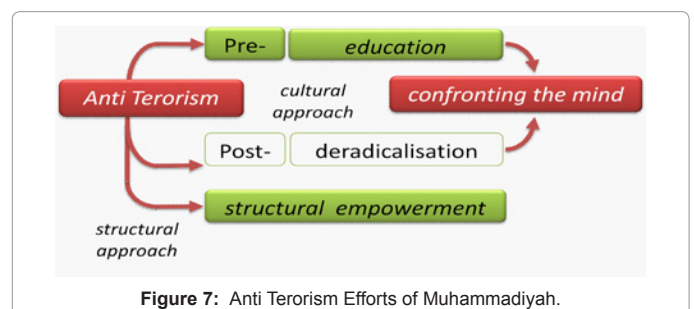 Pre- education
Anti Terorism
cultural
approach
confronting the mind
Post- deradicalisation
structural empowerment
structural
approach
Figure 7: Anti Terorism Efforts of Muhammadiyah.